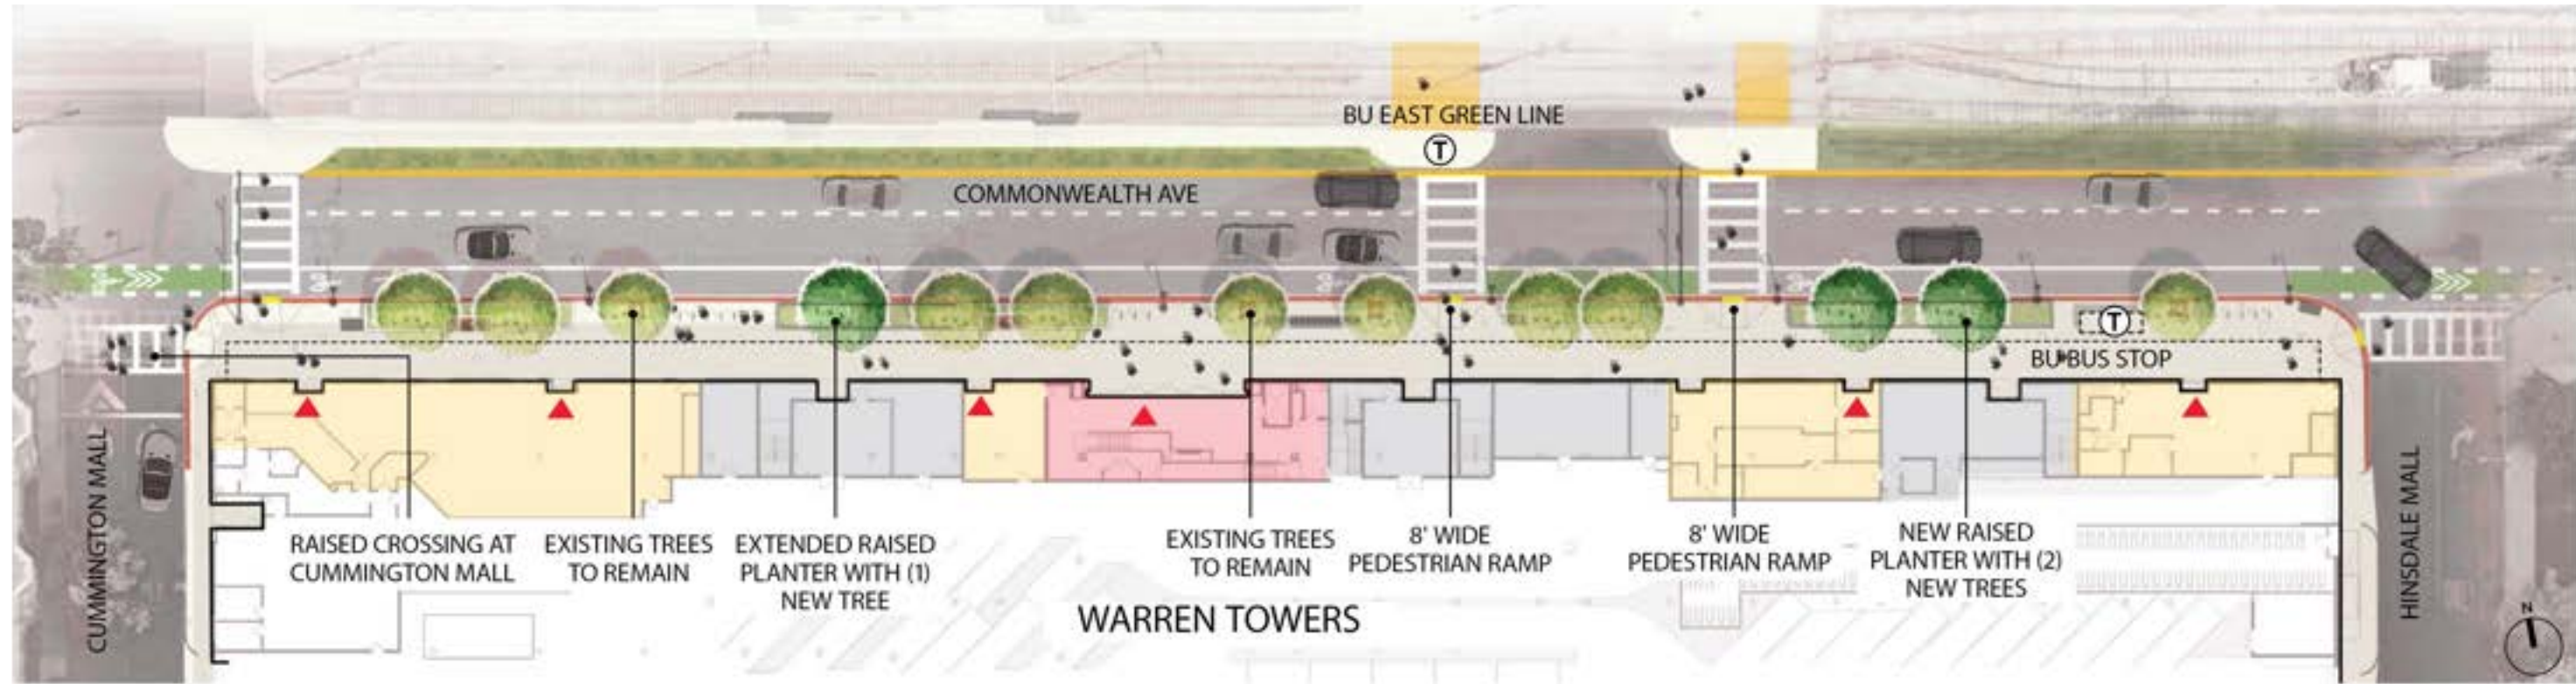 BU EAST GREEN LINE
T
COMMONWEALTH AVE
T
BU BUS STOP
CUMMINGTON MALL
RAISED CROSSING AT
CUMMINGTON MALL
EXISTING TREES
TO REMAIN
EXTENDED RAISED
PLANTER WITH (1)
NEW TREE
EXISTING TREES
TO REMAIN
8' WIDE
PEDESTRIAN RAMP
8' WIDE
PEDESTRIAN RAMP
NEW RAISED
PLANTER WITH (2)
NEW TREES
HINSDALE MALL
WARREN TOWERS
N